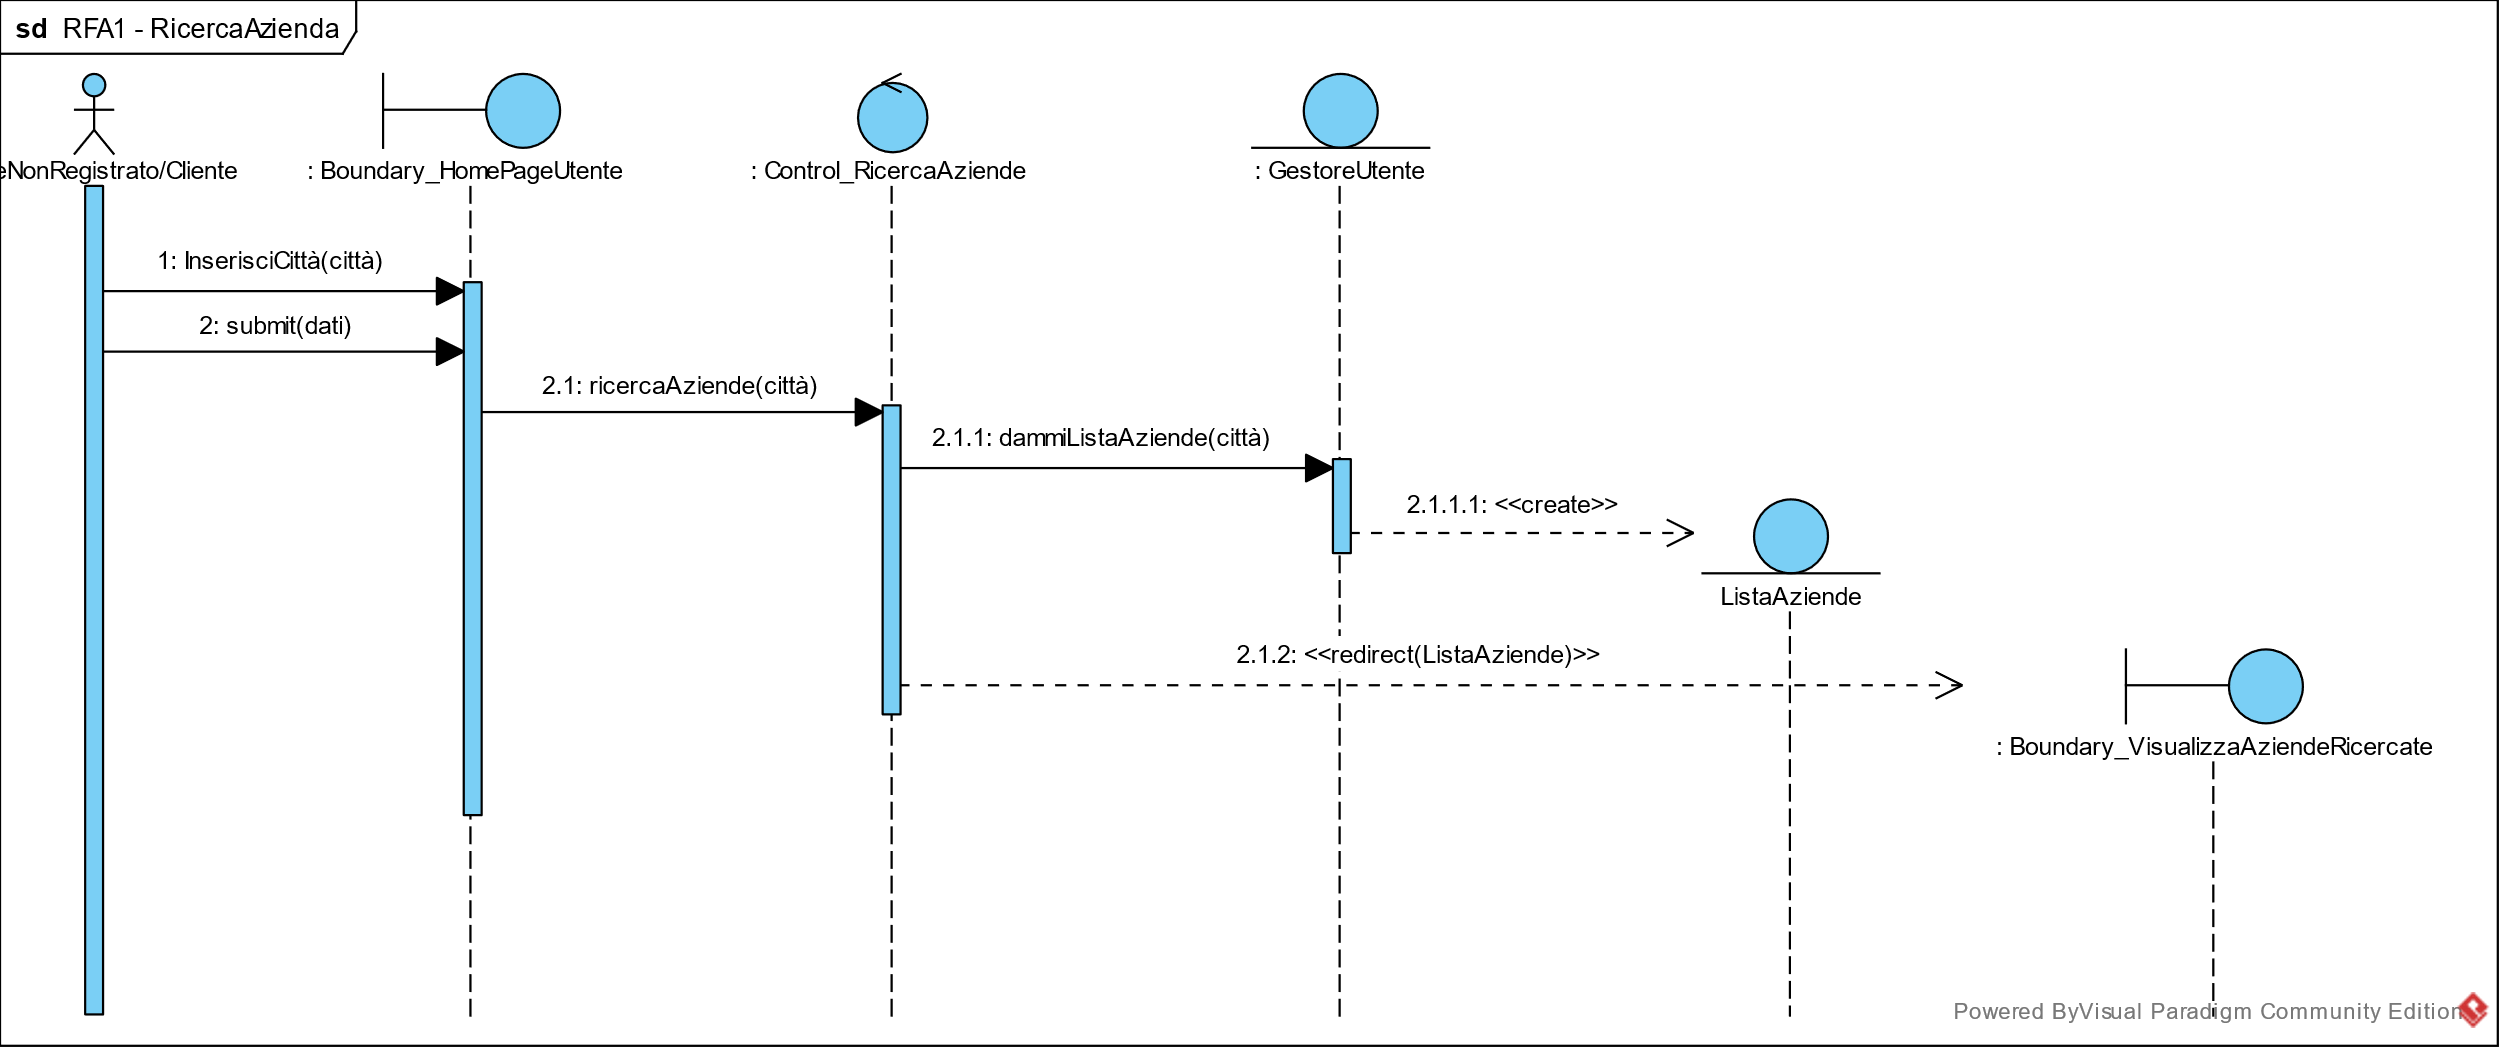 sd RFA1 - RicercaAzienda
eNonRegistrato/Cliente
: Boundary_HomePageUtente
: Control_RicercaAziende
: GestoreUtente
1: InserisciCittà(città)
2: submit(dati)
2.1: ricercaAziende(città)
2.1.1: dammiListaAziende(città)
2.1.1.1: <<create>>
ListaAziende
2.1.2: <<redirect(ListaAziende)>>
: Boundary_VisualizzaAziendeRicercate
Powered ByVisual Paradigm Community Edition